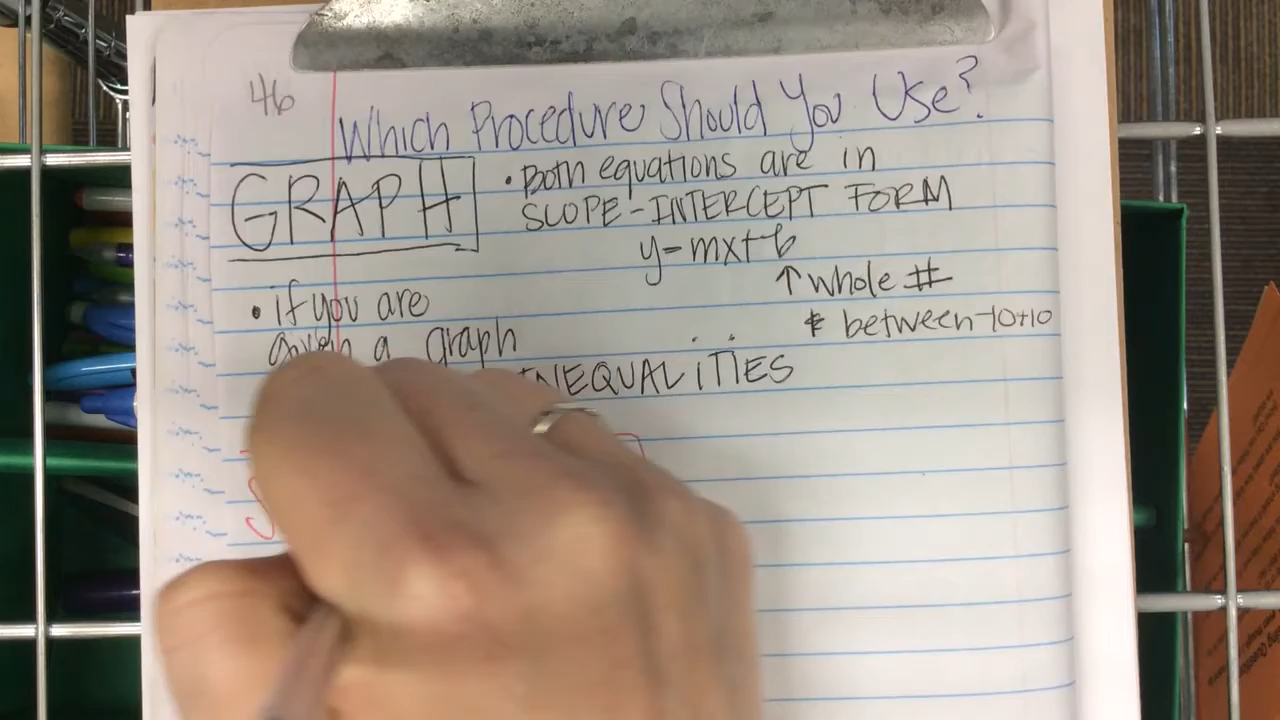 46
Which Procedure Should You Use?
GRAPH
• Both equations are in
SLOPE-INTERCEPT FORM
y=mx+b
↑ whole #
& between -10+10
• if you are
given a graph
INEQUALITIES